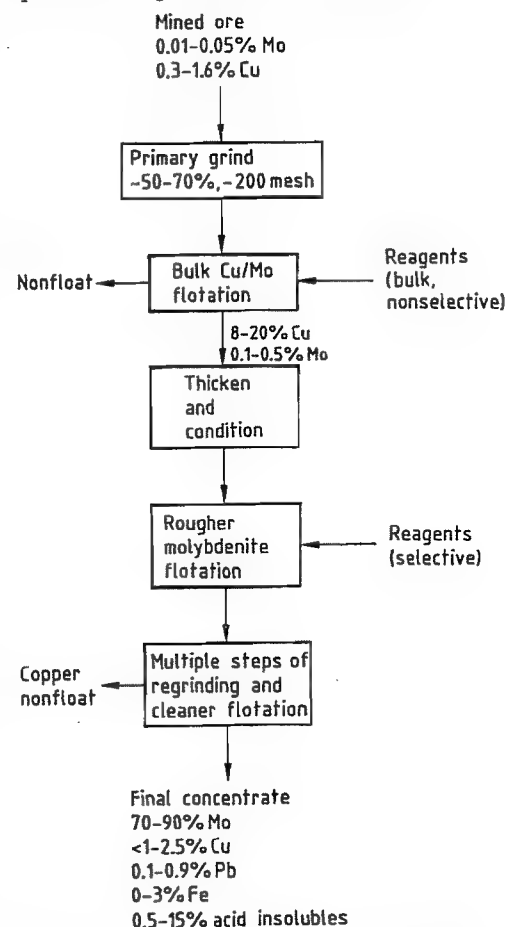 Mined ore
0.01–0.05% Mo
0.3–1.6% Cu
Primary grind
~50–70%, –200 mesh
Nonfloat
Bulk Cu/Mo
flotation
Reagents
(bulk,
nonselective)
8–20% Cu
0.1–0.5% Mo
Thicken
and
condition
Rougher
molybdenite
flotation
Reagents
(selective)
Copper
nonfloat
Multiple steps of
regrinding and
cleaner flotation
Final concentrate
70–90% Mo
<1–2.5% Cu
0.1–0.9% Pb
0–3% Fe
0.5–15% acid insolubles